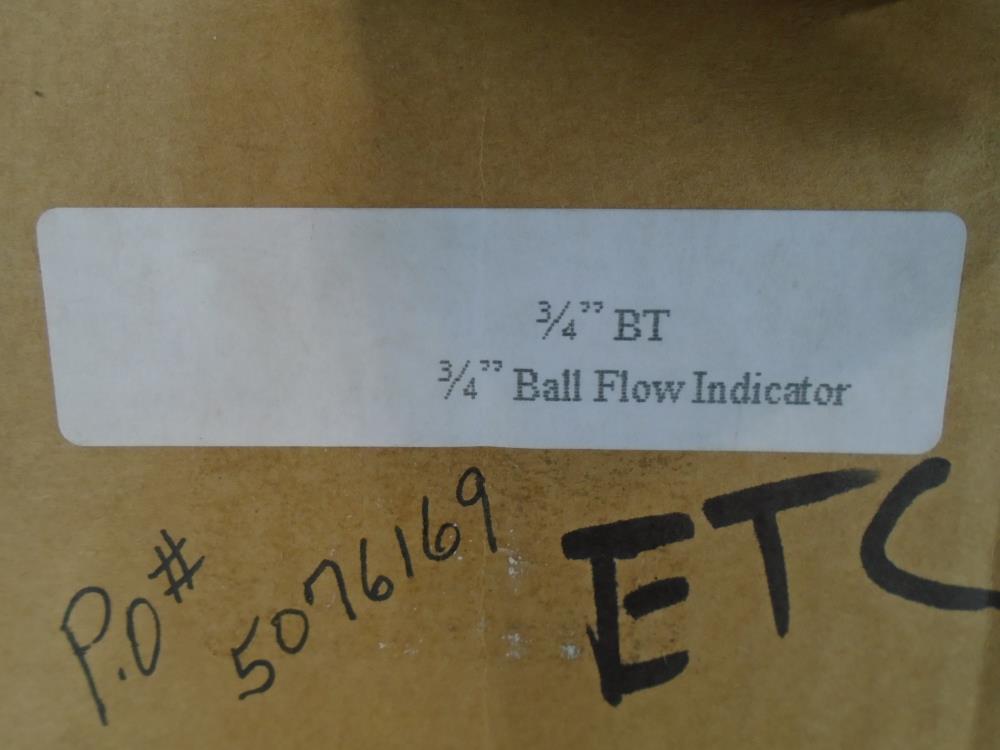 ¾” BT
¾” Ball Flow Indicator
P.O# 5076169
ETC